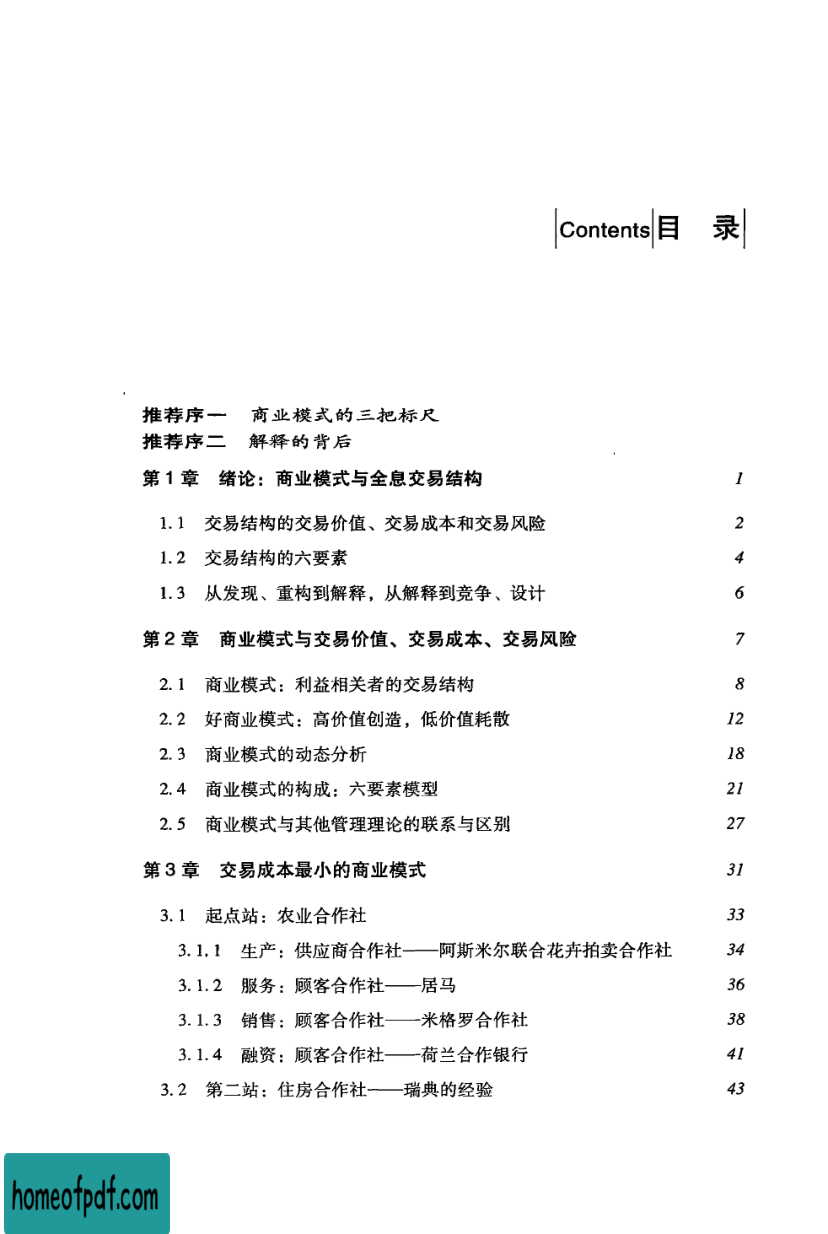 Contents 目 录
推荐序一 商业模式的三把标尺
推荐序二 解释的背后
第1章 绪论：商业模式与全息交易结构 1
1.1 交易结构的交易价值、交易成本和交易风险 2
1.2 交易结构的六要素 4
1.3 从发现、重构到解释，从解释到竞争、设计 6
第2章 商业模式与交易价值、交易成本、交易风险 7
2.1 商业模式：利益相关者的交易结构 8
2.2 好商业模式：高价值创造，低价值耗散 12
2.3 商业模式的动态分析 18
2.4 商业模式的构成：六要素模型 21
2.5 商业模式与其他管理理论的联系与区别 27
第3章 交易成本最小的商业模式 31
3.1 起点站：农业合作社 33
3.1.1 生产：供应商合作社——阿斯米尔联合花卉拍卖合作社 34
3.1.2 服务：顾客合作社——居马 36
3.1.3 销售：顾客合作社——米格罗合作社 38
3.1.4 融资：顾客合作社——荷兰合作银行 41
3.2 第二站：住房合作社——瑞典的经验 43
homeofpdf.com